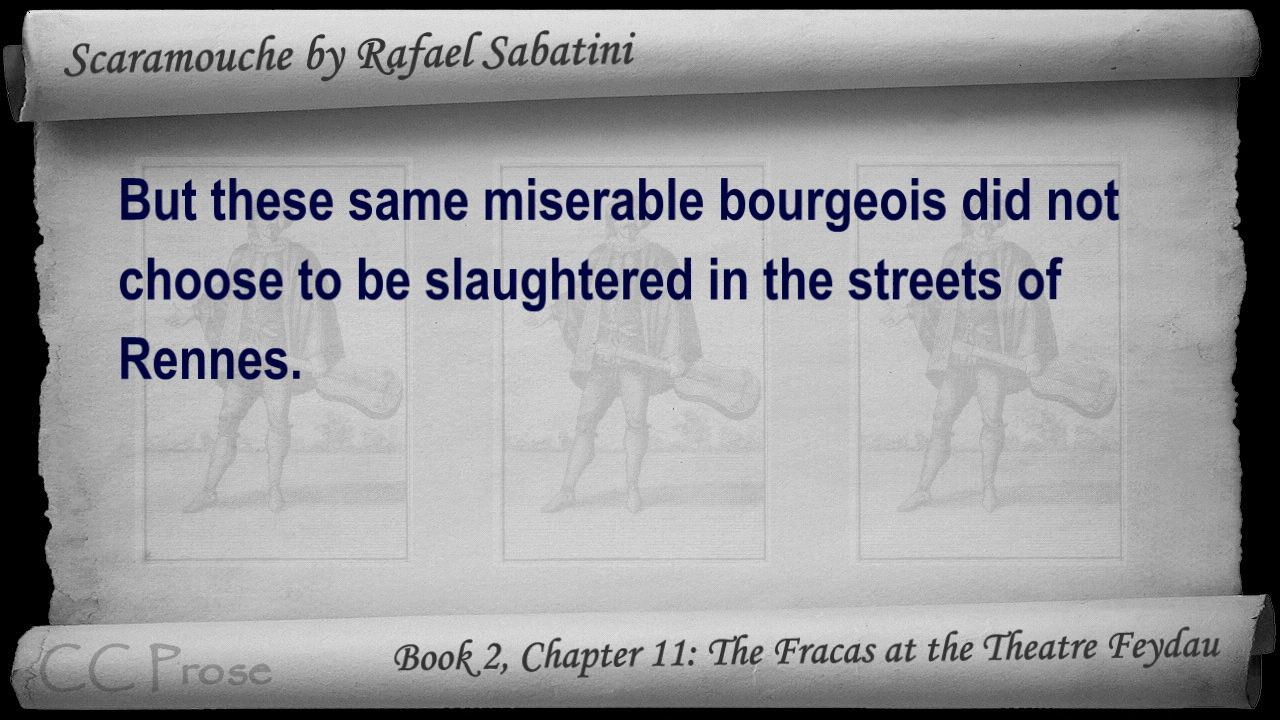 Scaramouche by Rafael Sabatini
But these same miserable bourgeois did not
choose to be slaughtered in the streets of
Rennes.
CC Prose
Book 2, Chapter 11: The Fracas at the Theatre Feydau